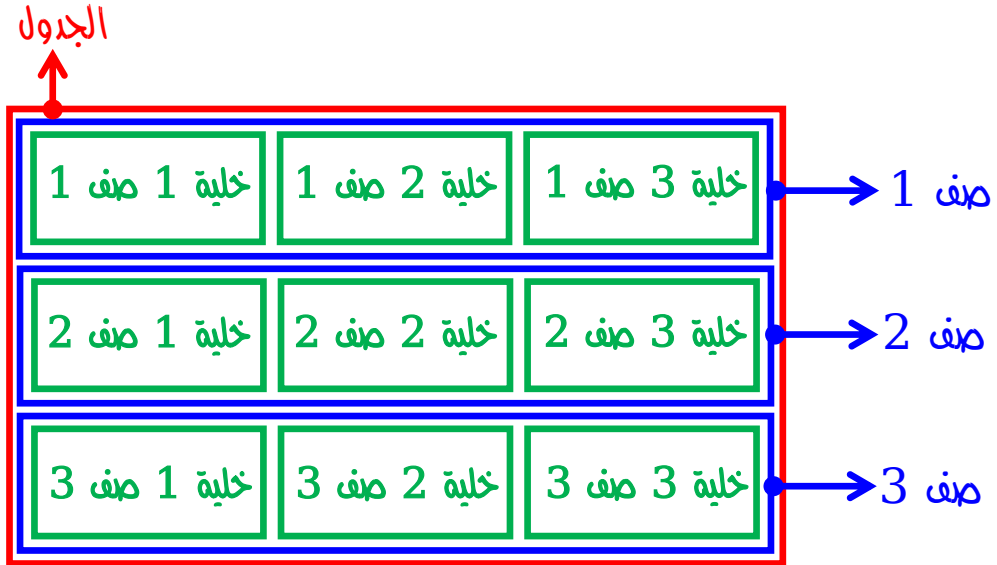 الجدول
خلية 1 صف 1
خلية 2 صف 1
خلية 3 صف 1
صف 1
خلية 1 صف 2
خلية 2 صف 2
خلية 3 صف 2
صف 2
خلية 1 صف 3
خلية 2 صف 3
خلية 3 صف 3
صف 3